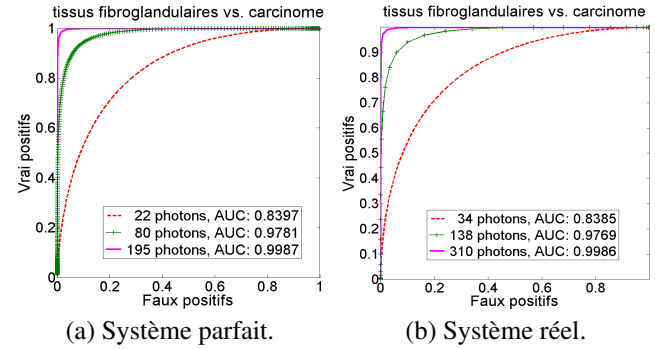 tissus fibroglandulaires vs. carcinome
1
0.8
0.6
0.4
0.2
0
Vrai positifs
22 photons, AUC: 0.8397
80 photons, AUC: 0.9781
195 photons, AUC: 0.9987
0 0.2 0.4 0.6 0.8 1
Faux positifs
(a) Système parfait.
tissus fibroglandulaires vs. carcinome
0.9
0.8
0.7
0.6
0.5
0.4
0.3
0.2
0.1
0
Vrai positifs
34 photons, AUC: 0.8385
138 photons, AUC: 0.9769
310 photons, AUC: 0.9986
0 0.2 0.4 0.6 0.8
Faux positifs
(b) Système réel.